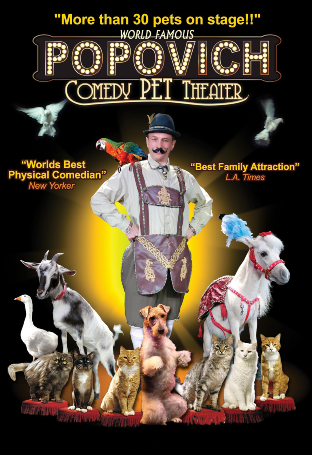 "More than 30 pets on stage!!"
WORLD FAMOUS
POPOVICH
COMEDY PET THEATER
"Worlds Best
Physical Comedian"
New Yorker
"Best Family Attraction"
L.A. Times